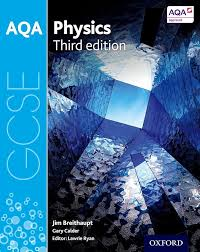 AQA Physics
Third edition
AQA
APPROVED
GCSE
Jim Breithaupt
Gary Calder
Editor: Lawrie Ryan
OXFORD